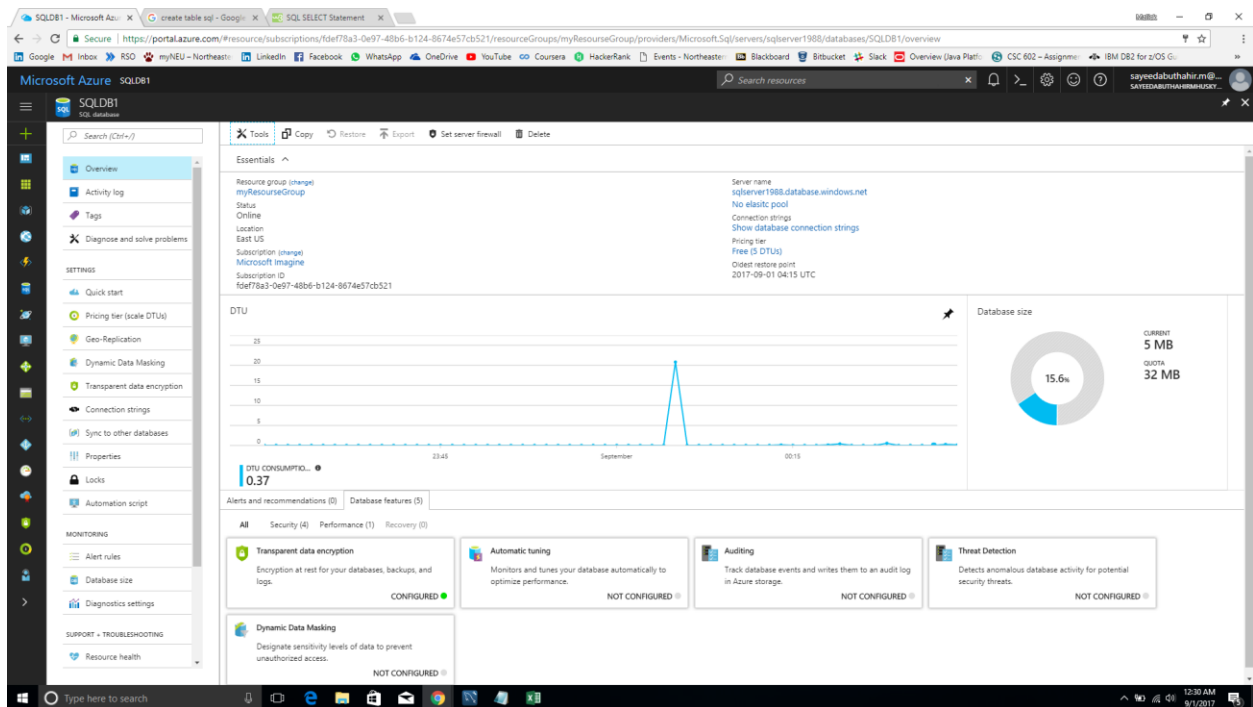 SQLDB1 - Microsoft Azu
create table sql - Google
SQL SELECT Statement
Secure | https://portal.azure.com/#resource/subscriptions/fdef78a3-0e97-48b6-b124-8674e57cb521/resourceGroups/myResourseGroup/providers/Microsoft.Sql/servers/sqlserver1988/databases/SQLDB1/overview
Google Inbox RSO myNEU – Northeaste LinkedIn Facebook WhatsApp OneDrive YouTube Coursera HackerRank Events - Northeaster Blackboard Bitbucket Slack Overview (Java Platfo CSC 602 – Assignme IBM DB2 for z/OS
Microsoft Azure SQLDB1
Search resources
sayeedabuthahir.m@...
SAYEEDABUTHAHIRMHUSKY...
SQLDB1
SQL database
Search (Ctrl+/)
Tools Copy Restore Export Set server firewall Delete
Overview
Activity log
Tags
Diagnose and solve problems
SETTINGS
Quick start
Pricing tier (scale DTUs)
Geo-Replication
Dynamic Data Masking
Transparent data encryption
Connection strings
Sync to other databases
Properties
Locks
Automation script
MONITORING
Alert rules
Database size
Diagnostics settings
SUPPORT + TROUBLESHOOTING
Resource health
Essentials
Resource group (change)
myResourseGroup
Status
Online
Location
East US
Subscription (change)
Microsoft Imagine
Subscription ID
fdef78a3-0e97-48b6-b124-8674e57cb521
Server name
sqlserver1988.database.windows.net
No elasitc pool
Connection strings
Show database connection strings
Pricing tier
Free (5 DTUs)
Oldest restore point
2017-09-01 04:15 UTC
DTU
25
20
15
10
5
0
23:45 September 00:15
DTU CONSUMPTIO...
0.37
Database size
15.6%
CURRENT
5 MB
QUOTA
32 MB
Alerts and recommendations (0) Database features (5)
All Security (4) Performance (1) Recovery (0)
Transparent data encryption
Encryption at rest for your databases, backups, and
logs.
CONFIGURED
Automatic tuning
Monitors and tunes your database automatically to
optimize performance.
NOT CONFIGURED
Auditing
Track database events and writes them to an audit log
in Azure storage.
NOT CONFIGURED
Threat Detection
Detects anomalous database activity for potential
security threats.
NOT CONFIGURED
Dynamic Data Masking
Designate sensitivity levels of data to prevent
unauthorized access.
NOT CONFIGURED
Type here to search
12:30 AM
9/1/2017